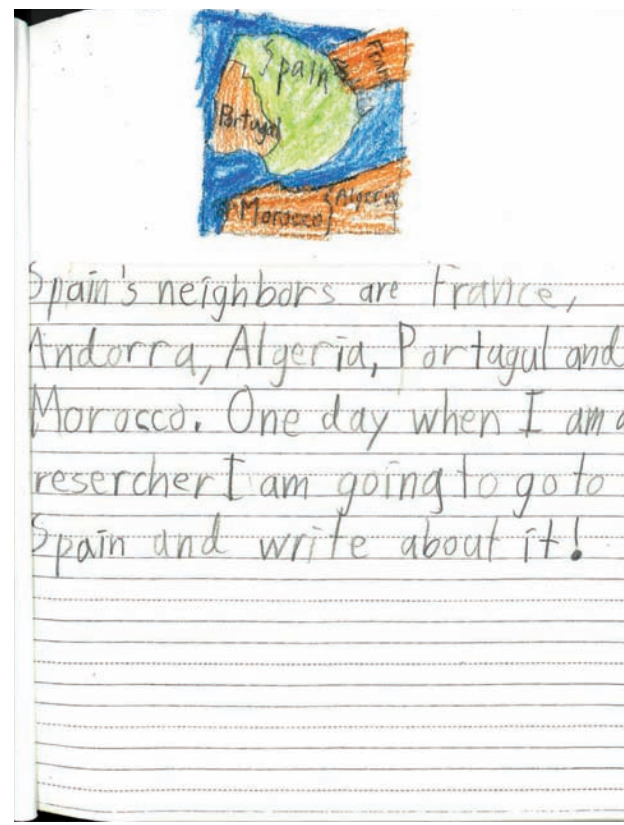 Spain
France
Portugal
Morocco
Algeria
Spain's neighbors are France,
Andorra, Algeria, Portugul and
Morocco. One day when I am a
resercher I am going to go to
Spain and write about it!